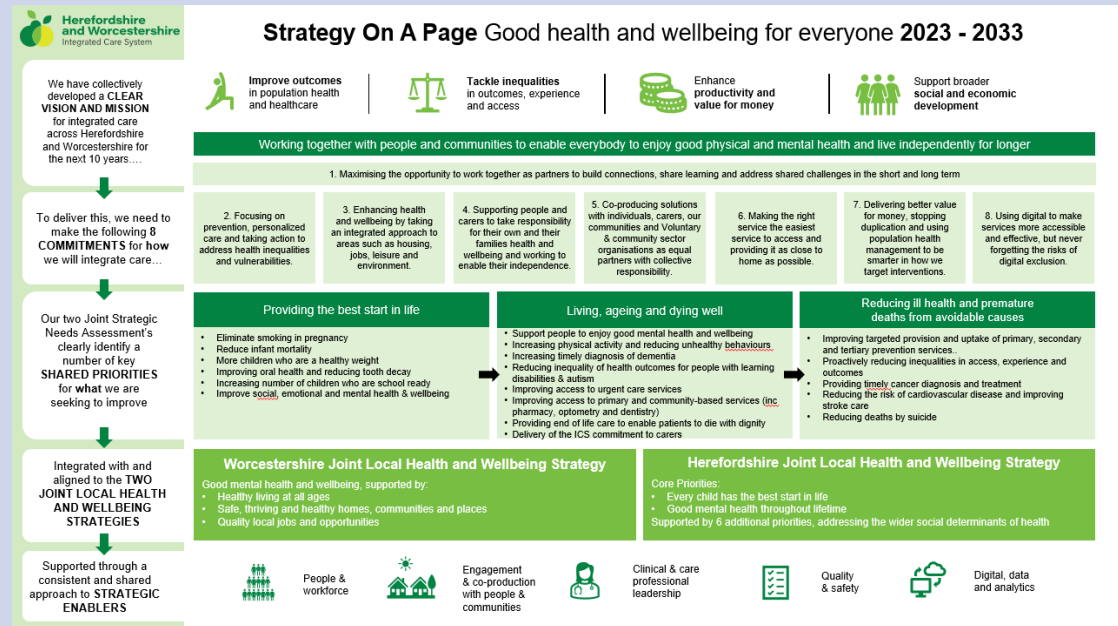 Herefordshire
and Worcestershire
Integrated Care System
Strategy On A Page Good health and wellbeing for everyone 2023 - 2033
We have collectively
developed a CLEAR
VISION AND MISSION
for integrated care
across Herefordshire
and Worcestershire for
the next 10 years….
Improve outcomes
in population health
and healthcare
Tackle inequalities
in outcomes, experience
and access
Enhance
productivity and
value for money
Support broader
social and economic
development
Working together with people and communities to enable everybody to enjoy good physical and mental health and live independently for longer
1. Maximising the opportunity to work together as partners to build connections, share learning and address shared challenges in the short and long term
To deliver this, we need to
make the following 8
COMMITMENTS for how
we will integrate care…
2. Focusing on
prevention, personalized
care and taking action to
address health inequalities
and vulnerabilities.
3. Enhancing health
and wellbeing by taking
an integrated approach to
areas such as housing,
jobs, leisure and
environment.
4. Supporting people and
carers to take responsibility
for their own and their
families health and
wellbeing and working to
enable their independence.
5. Co-producing solutions
with individuals, carers, our
communities and Voluntary
& community sector
organisations as equal
partners with collective
responsibility.
6. Making the right
service the easiest
service to access and
providing it as close to
home as possible.
7. Delivering better value
for money, stopping
duplication and using
population health
management to be
smarter in how we
target interventions.
8. Using digital to make
services more accessible
and effective, but never
forgetting the risks of
digital exclusion.
Our two Joint Strategic
Needs Assessment's
clearly identify a
number of key
SHARED PRIORITIES
for what we are
seeking to improve
Providing the best start in life
• Eliminate smoking in pregnancy
• Reduce infant mortality
• More children who are a healthy weight
• Improving oral health and reducing tooth decay
• Increasing number of children who are school ready
• Improve social, emotional and mental health & wellbeing
Living, ageing and dying well
• Support people to enjoy good mental health and wellbeing
• Increasing physical activity and reducing unhealthy behaviours
• Increasing timely diagnosis of dementia
• Reducing inequality of health outcomes for people with learning
disabilities & autism
• Improving access to urgent care services
• Improving access to primary and community-based services (inc
pharmacy, optometry and dentistry)
• Providing end of life care to enable patients to die with dignity
• Delivery of the ICS commitment to carers
Reducing ill health and premature
deaths from avoidable causes
• Improving targeted provision and uptake of primary, secondary
and tertiary prevention services..
• Proactively reducing inequalities in access, experience and
outcomes
• Providing timely cancer diagnosis and treatment
• Reducing the risk of cardiovascular disease and improving
stroke care
• Reducing deaths by suicide
Integrated with and
aligned to the TWO
JOINT LOCAL HEALTH
AND WELLBEING
STRATEGIES
Worcestershire Joint Local Health and Wellbeing Strategy
Good mental health and wellbeing, supported by:
• Healthy living at all ages
• Safe, thriving and healthy homes, communities and places
• Quality local jobs and opportunities
Herefordshire Joint Local Health and Wellbeing Strategy
Core Priorities:
• Every child has the best start in life
• Good mental health throughout lifetime
Supported by 6 additional priorities, addressing the wider social determinants of health
Supported through a
consistent and shared
approach to STRATEGIC
ENABLERS
People &
workforce
Engagement
& co-production
with people &
communities
Clinical & care
professional
leadership
Quality
& safety
Digital, data
and analytics